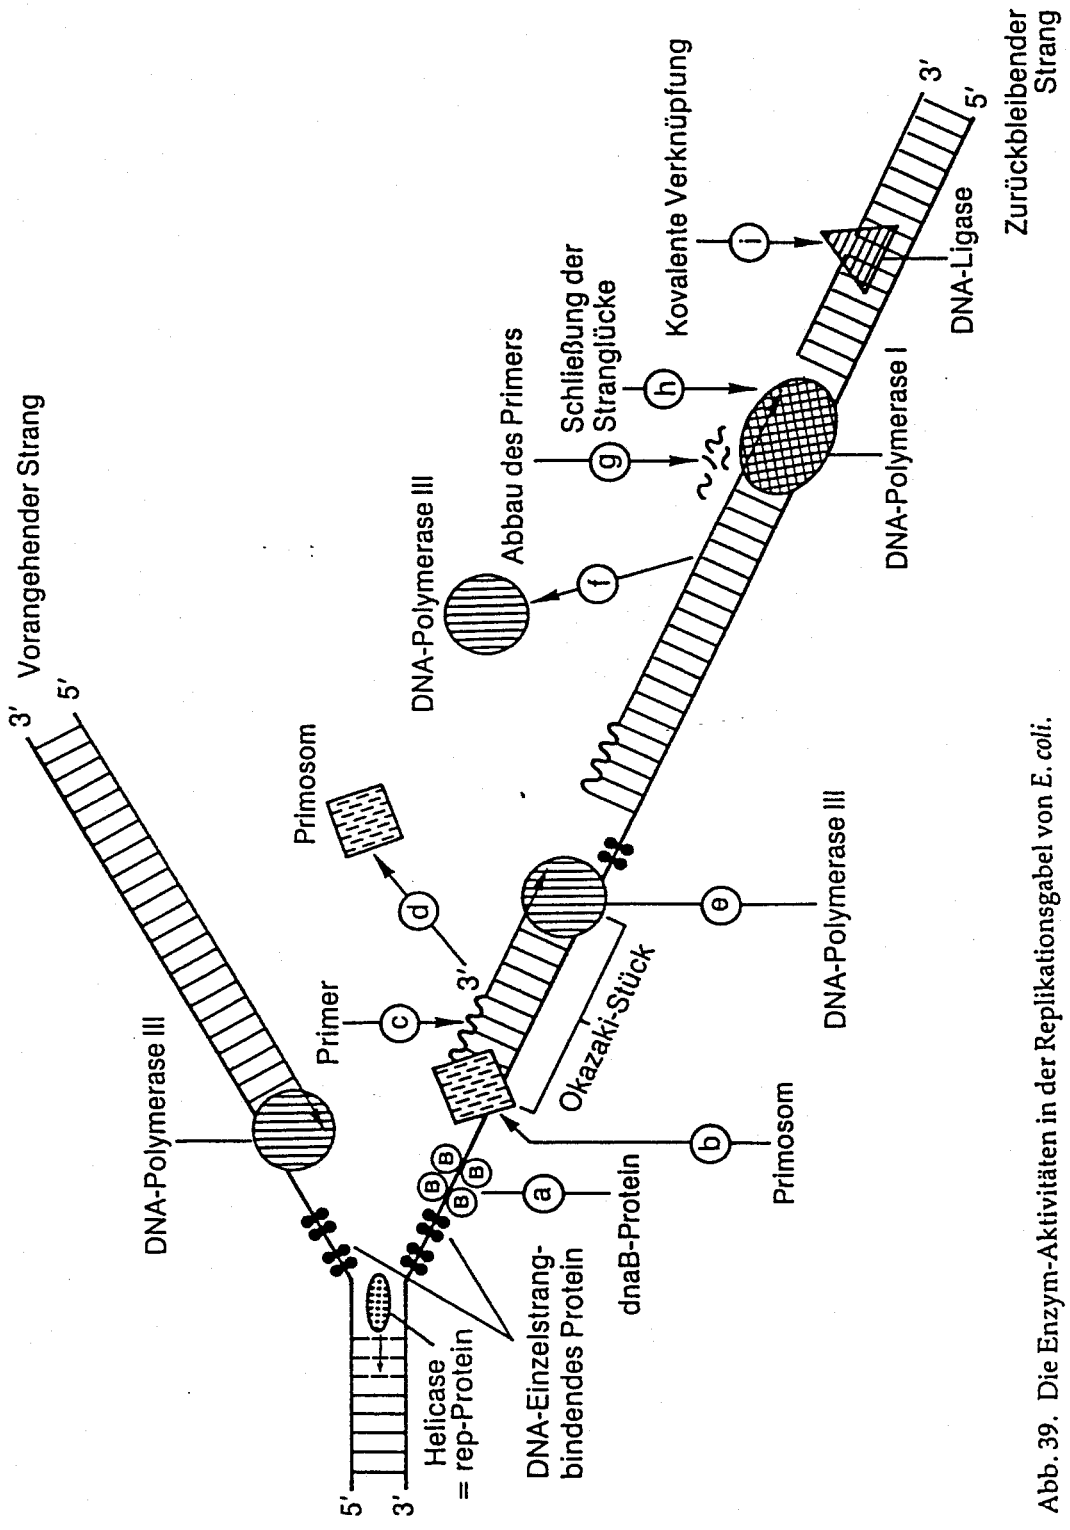 3'
5'
Vorangehender Strang
DNA-Polymerase III
5'
3'
Helicase
= rep-Protein
DNA-Einzelstrang-
bindendes Protein
B
B
B
B
a
dnaB-Protein
b
Primosom
Primer
c
3'
d
Primosom
Okazaki-Stück
e
DNA-Polymerase III
DNA-Polymerase III
f
Abbau des Primers
g
Schließung der
Stranglücke
h
DNA-Polymerase I
Kovalente Verknüpfung
i
DNA-Ligase
3'
5'
Zurückbleibender
Strang
Abb. 39. Die Enzym-Aktivitäten in der Replikationsgabel von E. coli.